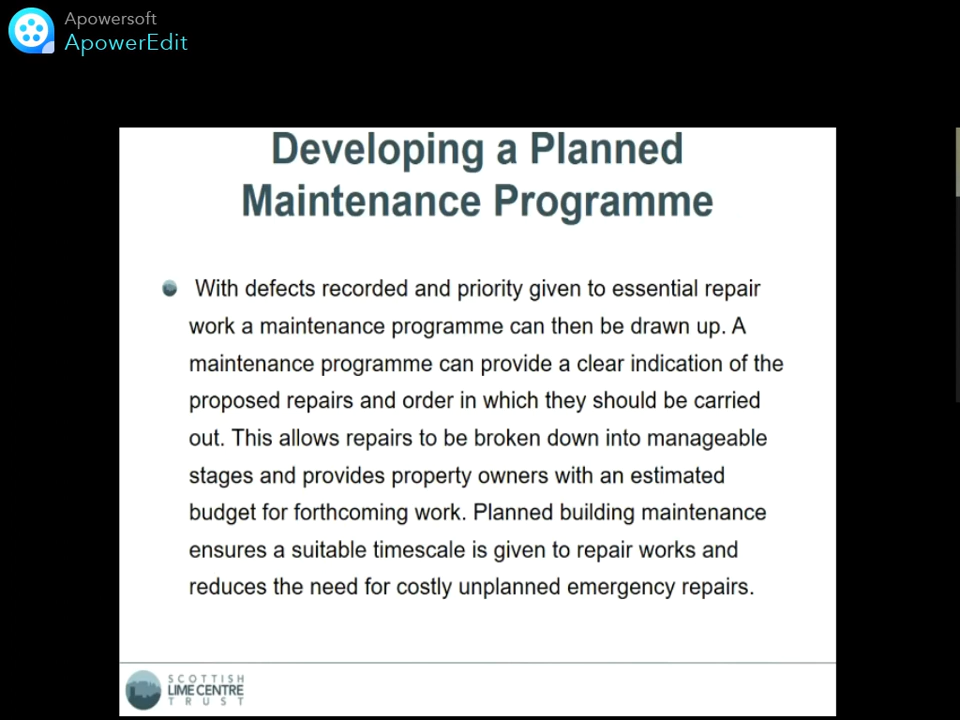 Apowersoft
ApowerEdit
Developing a Planned
Maintenance Programme
With defects recorded and priority given to essential repair
work a maintenance programme can then be drawn up. A
maintenance programme can provide a clear indication of the
proposed repairs and order in which they should be carried
out. This allows repairs to be broken down into manageable
stages and provides property owners with an estimated
budget for forthcoming work. Planned building maintenance
ensures a suitable timescale is given to repair works and
reduces the need for costly unplanned emergency repairs.
SCOTTISH
LIME CENTRE
TRUST